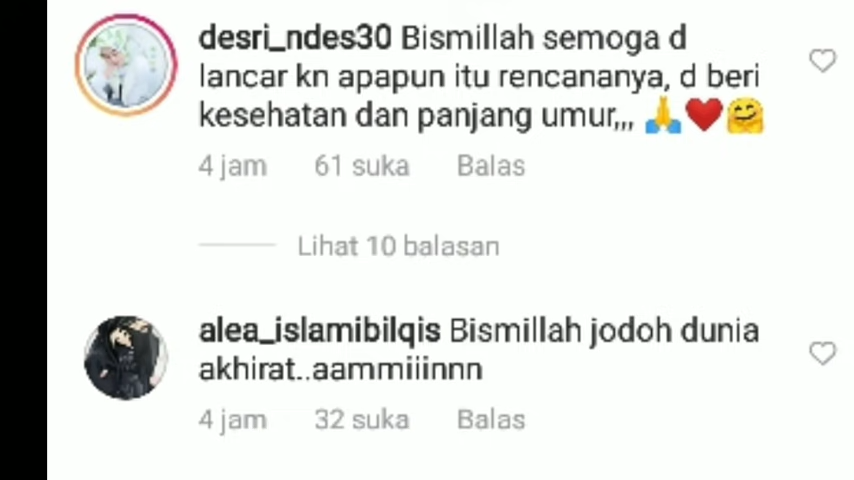 desri_ndes30 Bismillah semoga d
lancar kn apapun itu rencananya, d beri
kesehatan dan panjang umur,,, 🙏❤️🤗
4 jam 61 suka Balas
Lihat 10 balasan
alea_islamibilqis Bismillah jodoh dunia
akhirat..aammiiinnn
4 jam 32 suka Balas